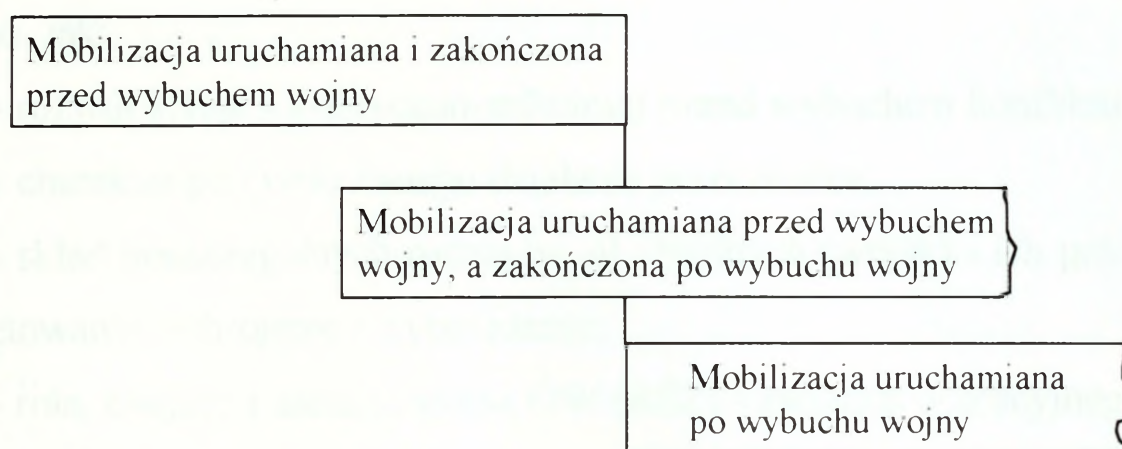 Mobilizacja uruchamiana i zakończona
przed wybuchem wojny
Mobilizacja uruchamiana przed wybuchem
wojny, a zakończona po wybuchu wojny
Mobilizacja uruchamiana
po wybuchu wojny